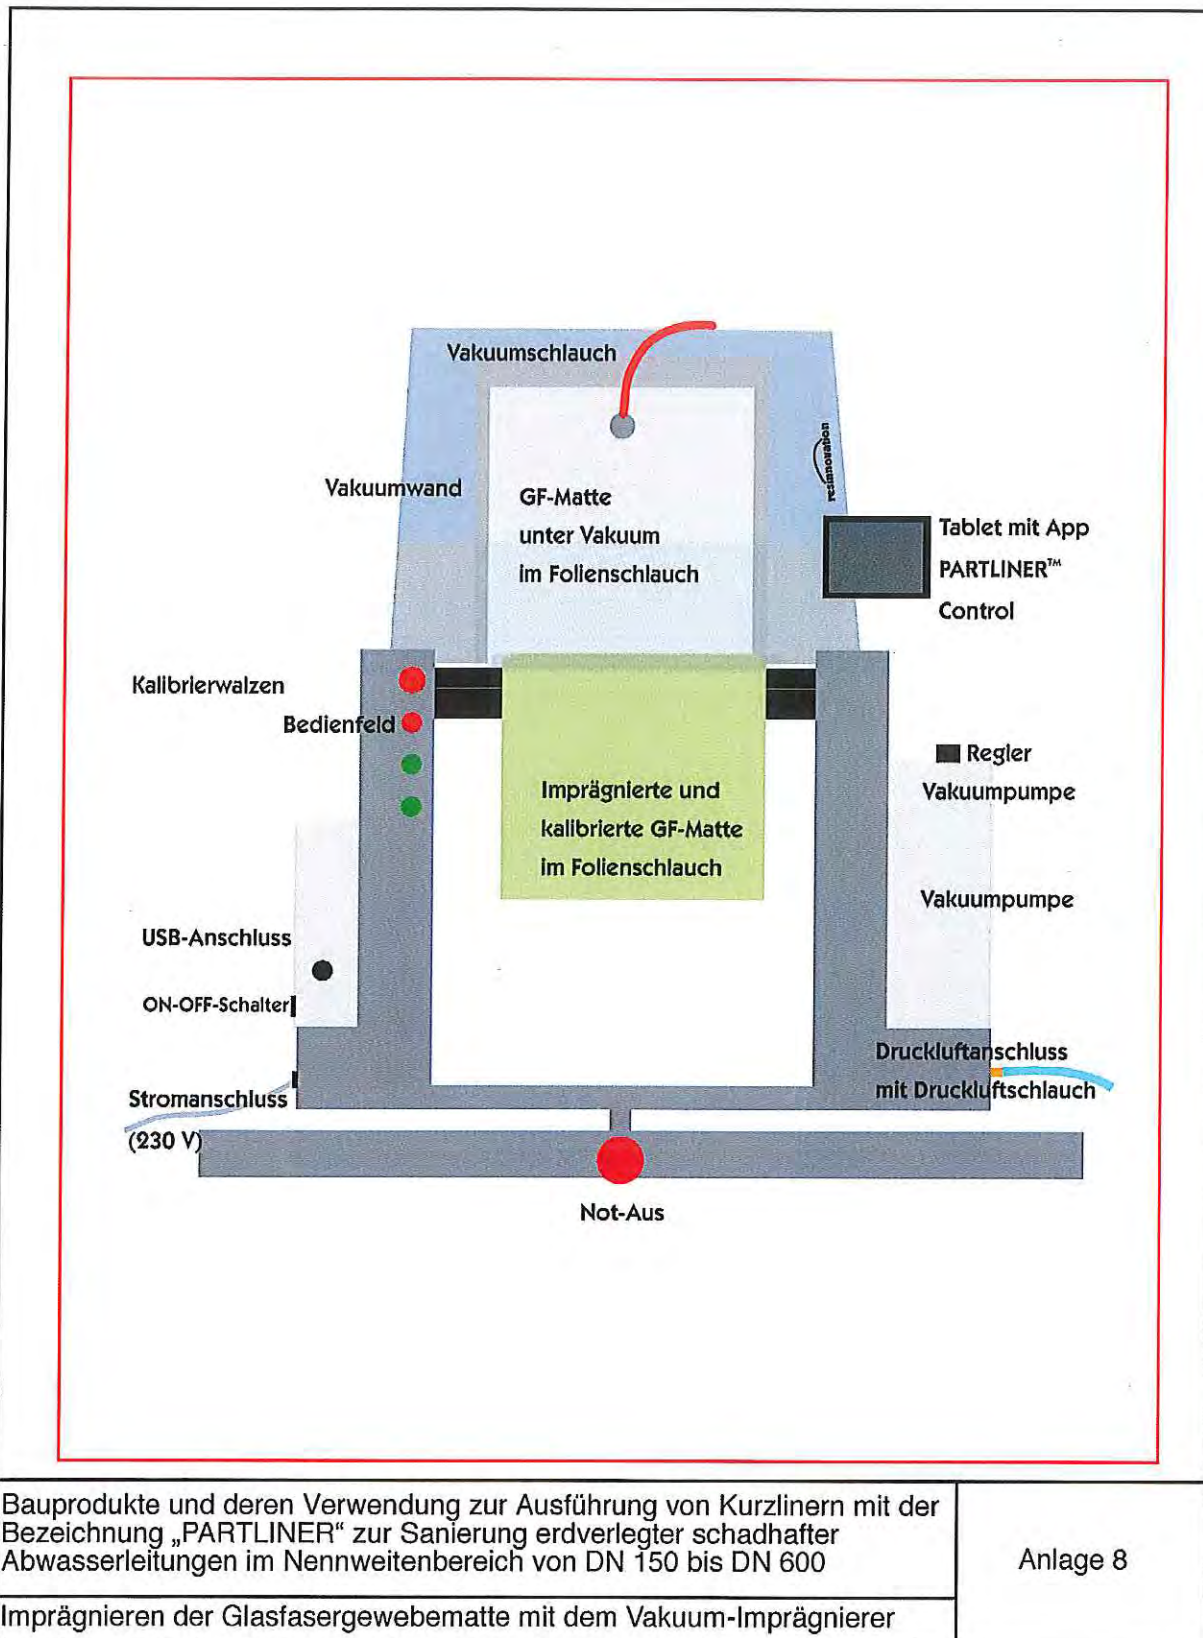 Vakuumschlauch
resinnovation
Vakuumwand
GF-Matte
unter Vakuum
im Folienschlauch
Tablet mit App
PARTLINER™
Control
Kalibrierwalzen
Bedienfeld
Regler
Vakuumpumpe
Imprägnierte und
kalibrierte GF-Matte
im Folienschlauch
Vakuumpumpe
USB-Anschluss
ON-OFF-Schalter
Druckluftanschluss
mit Druckluftschlauch
Stromanschluss
(230 V)
Not-Aus
Bauprodukte und deren Verwendung zur Ausführung von Kurzlinern mit der
Bezeichnung „PARTLINER“ zur Sanierung erdverlegter schadhafter
Abwasserleitungen im Nennweitenbereich von DN 150 bis DN 600
Anlage 8
Imprägnieren der Glasfasergewebematte mit dem Vakuum-Imprägnierer